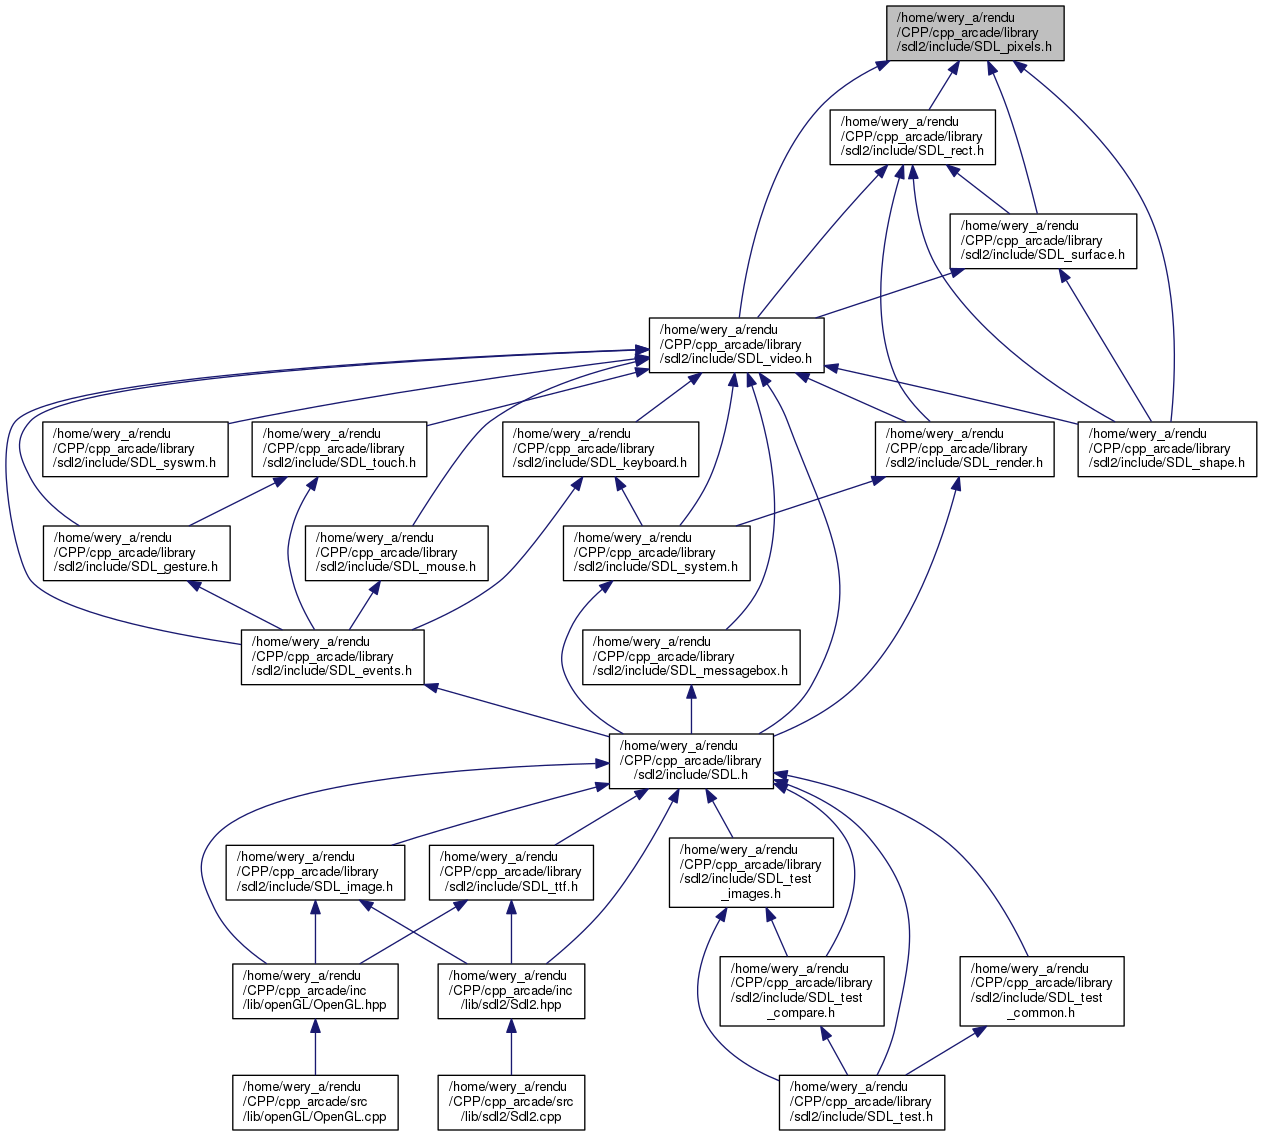 /home/wery_a/rendu
/CPP/cpp_arcade/library
/sdl2/include/SDL_pixels.h
/home/wery_a/rendu
/CPP/cpp_arcade/library
/sdl2/include/SDL_rect.h
/home/wery_a/rendu
/CPP/cpp_arcade/library
/sdl2/include/SDL_surface.h
/home/wery_a/rendu
/CPP/cpp_arcade/library
/sdl2/include/SDL_video.h
/home/wery_a/rendu
/CPP/cpp_arcade/library
/sdl2/include/SDL_syswm.h
/home/wery_a/rendu
/CPP/cpp_arcade/library
/sdl2/include/SDL_touch.h
/home/wery_a/rendu
/CPP/cpp_arcade/library
/sdl2/include/SDL_keyboard.h
/home/wery_a/rendu
/CPP/cpp_arcade/library
/sdl2/include/SDL_render.h
/home/wery_a/rendu
/CPP/cpp_arcade/library
/sdl2/include/SDL_shape.h
/home/wery_a/rendu
/CPP/cpp_arcade/library
/sdl2/include/SDL_gesture.h
/home/wery_a/rendu
/CPP/cpp_arcade/library
/sdl2/include/SDL_mouse.h
/home/wery_a/rendu
/CPP/cpp_arcade/library
/sdl2/include/SDL_system.h
/home/wery_a/rendu
/CPP/cpp_arcade/library
/sdl2/include/SDL_events.h
/home/wery_a/rendu
/CPP/cpp_arcade/library
/sdl2/include/SDL_messagebox.h
/home/wery_a/rendu
/CPP/cpp_arcade/library
/sdl2/include/SDL.h
/home/wery_a/rendu
/CPP/cpp_arcade/library
/sdl2/include/SDL_image.h
/home/wery_a/rendu
/CPP/cpp_arcade/library
/sdl2/include/SDL_ttf.h
/home/wery_a/rendu
/CPP/cpp_arcade/library
/sdl2/include/SDL_test
_images.h
/home/wery_a/rendu
/CPP/cpp_arcade/inc
/lib/openGL/OpenGL.hpp
/home/wery_a/rendu
/CPP/cpp_arcade/inc
/lib/sdl2/Sdl2.hpp
/home/wery_a/rendu
/CPP/cpp_arcade/library
/sdl2/include/SDL_test
_compare.h
/home/wery_a/rendu
/CPP/cpp_arcade/library
/sdl2/include/SDL_test
_common.h
/home/wery_a/rendu
/CPP/cpp_arcade/src
/lib/openGL/OpenGL.cpp
/home/wery_a/rendu
/CPP/cpp_arcade/src
/lib/sdl2/Sdl2.cpp
/home/wery_a/rendu
/CPP/cpp_arcade/library
/sdl2/include/SDL_test.h